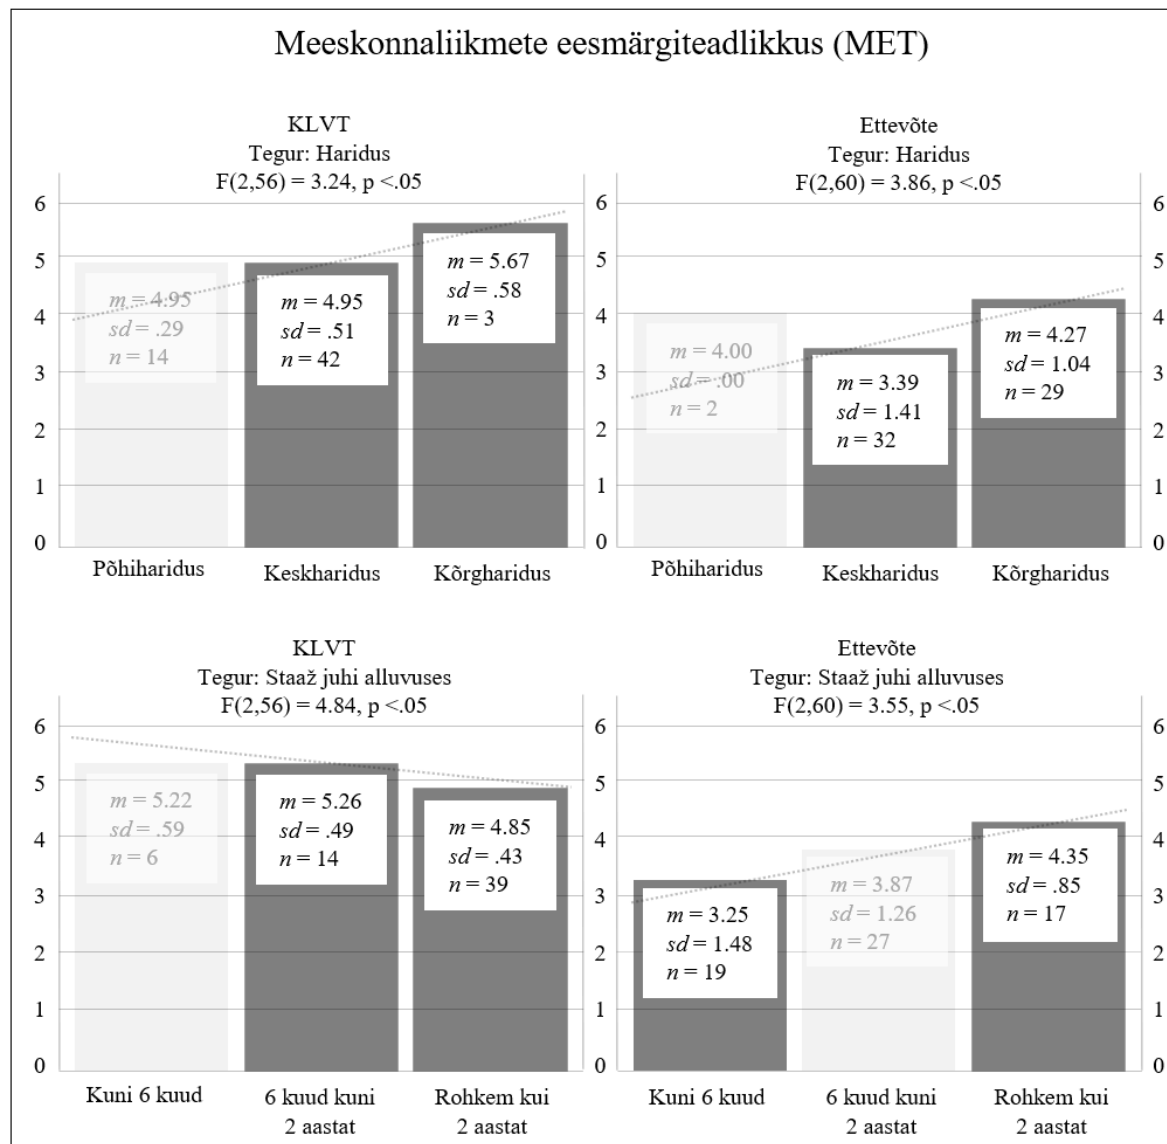 Meeskonnaliikmete eesmärgiteadlikkus (MET)
KLVT
Tegur: Haridus
F(2,56) = 3.24, p <.05
6
5
4
3
2
1
0
m = 4.95
sd = .29
n = 14
m = 4.95
sd = .51
n = 42
m = 5.67
sd = .58
n = 3
Põhiharidus
Keskharidus
Kõrgharidus
Ettevõte
Tegur: Haridus
F(2,60) = 3.86, p <.05
6
5
4
3
2
1
0
m = 4.00
sd = .00
n = 2
m = 3.39
sd = 1.41
n = 32
m = 4.27
sd = 1.04
n = 29
6
5
4
3
2
1
0
Põhiharidus
Keskharidus
Kõrgharidus
KLVT
Tegur: Staaž juhi alluvuses
F(2,56) = 4.84, p <.05
6
5
4
3
2
1
0
m = 5.22
sd = .59
n = 6
m = 5.26
sd = .49
n = 14
m = 4.85
sd = .43
n = 39
Kuni 6 kuud
6 kuud kuni
2 aastat
Rohkem kui
2 aastat
Ettevõte
Tegur: Staaž juhi alluvuses
F(2,60) = 3.55, p <.05
6
5
4
3
2
1
0
m = 3.25
sd = 1.48
n = 19
m = 3.87
sd = 1.26
n = 27
m = 4.35
sd = .85
n = 17
6
5
4
3
2
1
0
Kuni 6 kuud
6 kuud kuni
2 aastat
Rohkem kui
2 aastat